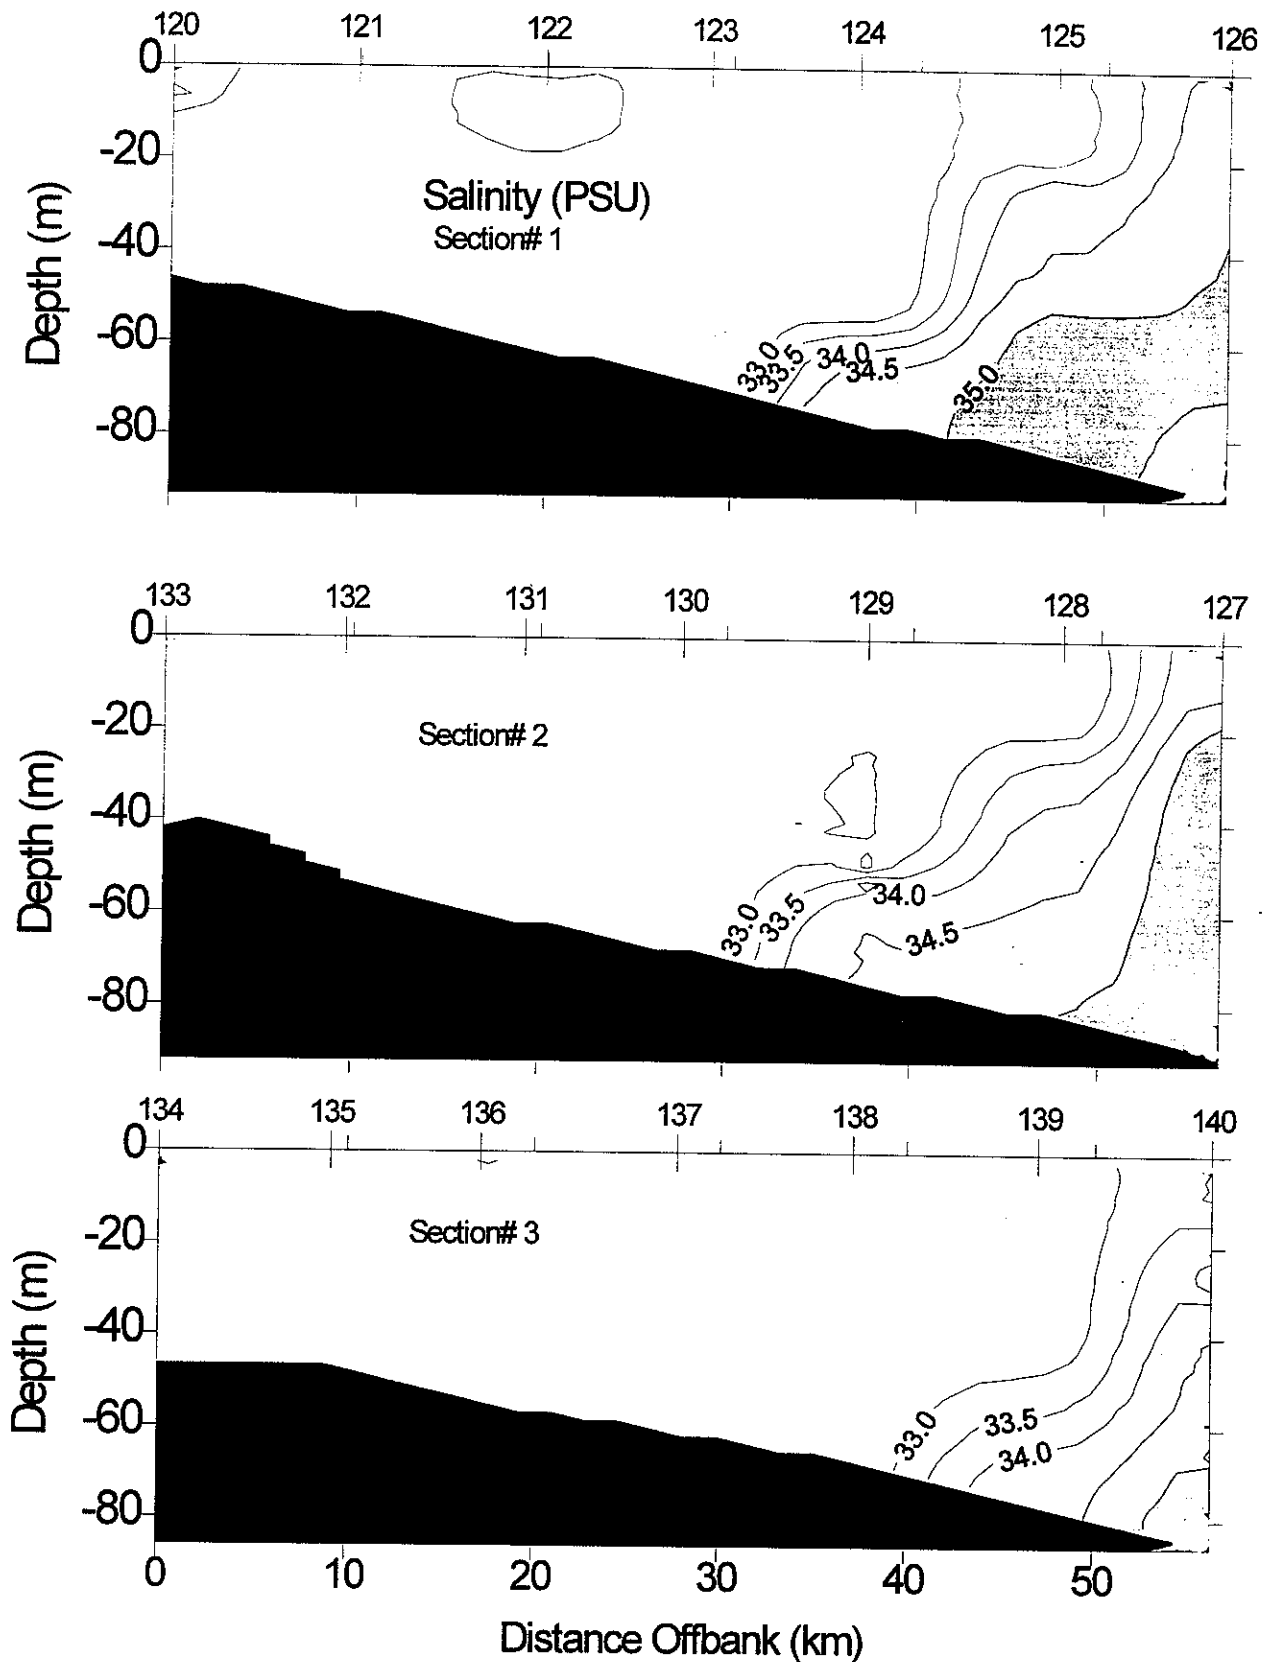 120 121 122 123 124 125 126
0
-20
-40
-60
-80
Depth (m)
Salinity (PSU)
Section# 1
33.0 33.5 34.0 34.5 35.0
133 132 131 130 129 128 127
0
-20
-40
-60
-80
Depth (m)
Section# 2
33.0 33.5 34.0 34.5
134 135 136 137 138 139 140
0
-20
-40
-60
-80
Depth (m)
Section# 3
33.0 33.5 34.0
0 10 20 30 40 50
Distance Offbank (km)